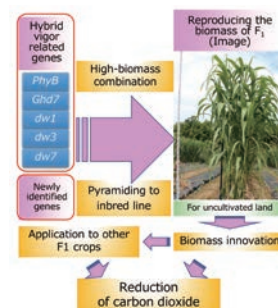 Hybrid
vigor
related
genes
PhyB
Ghd7
dw1
dw3
dw7
Newly
identified
genes
High-biomass
combination
Pyramiding to
inbred line
Reproducing the
biomass of F₁
(Image)
For uncultivated land
Application to other
F1 crops
Biomass innovation
Reduction
of carbon dioxide